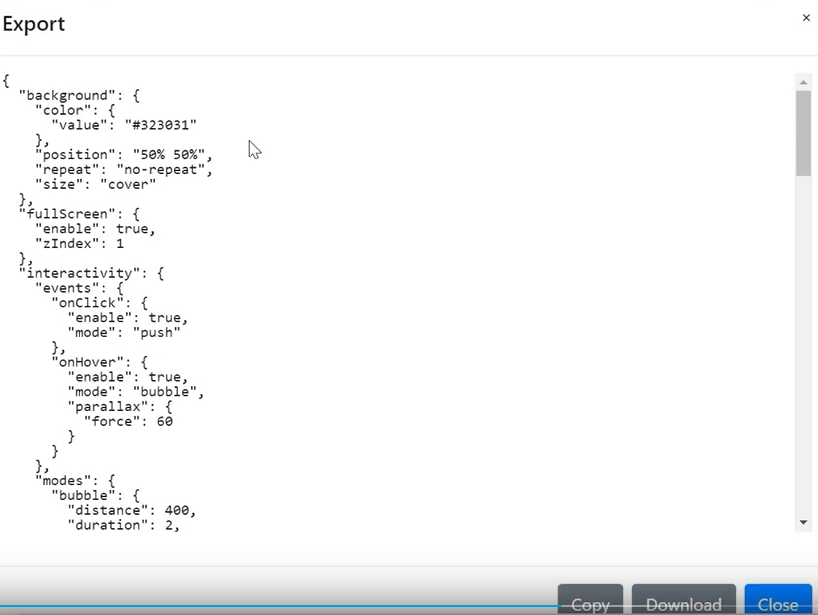 Export
×
{
  "background": {
    "color": {
      "value": "#323031"
    },
    "position": "50% 50%",
    "repeat": "no-repeat",
    "size": "cover"
  },
  "fullScreen": {
    "enable": true,
    "zIndex": 1
  },
  "interactivity": {
    "events": {
      "onClick": {
        "enable": true,
        "mode": "push"
      },
      "onHover": {
        "enable": true,
        "mode": "bubble",
        "parallax": {
          "force": 60
        }
      }
    },
    "modes": {
      "bubble": {
        "distance": 400,
        "duration": 2,
Copy
Download
Close